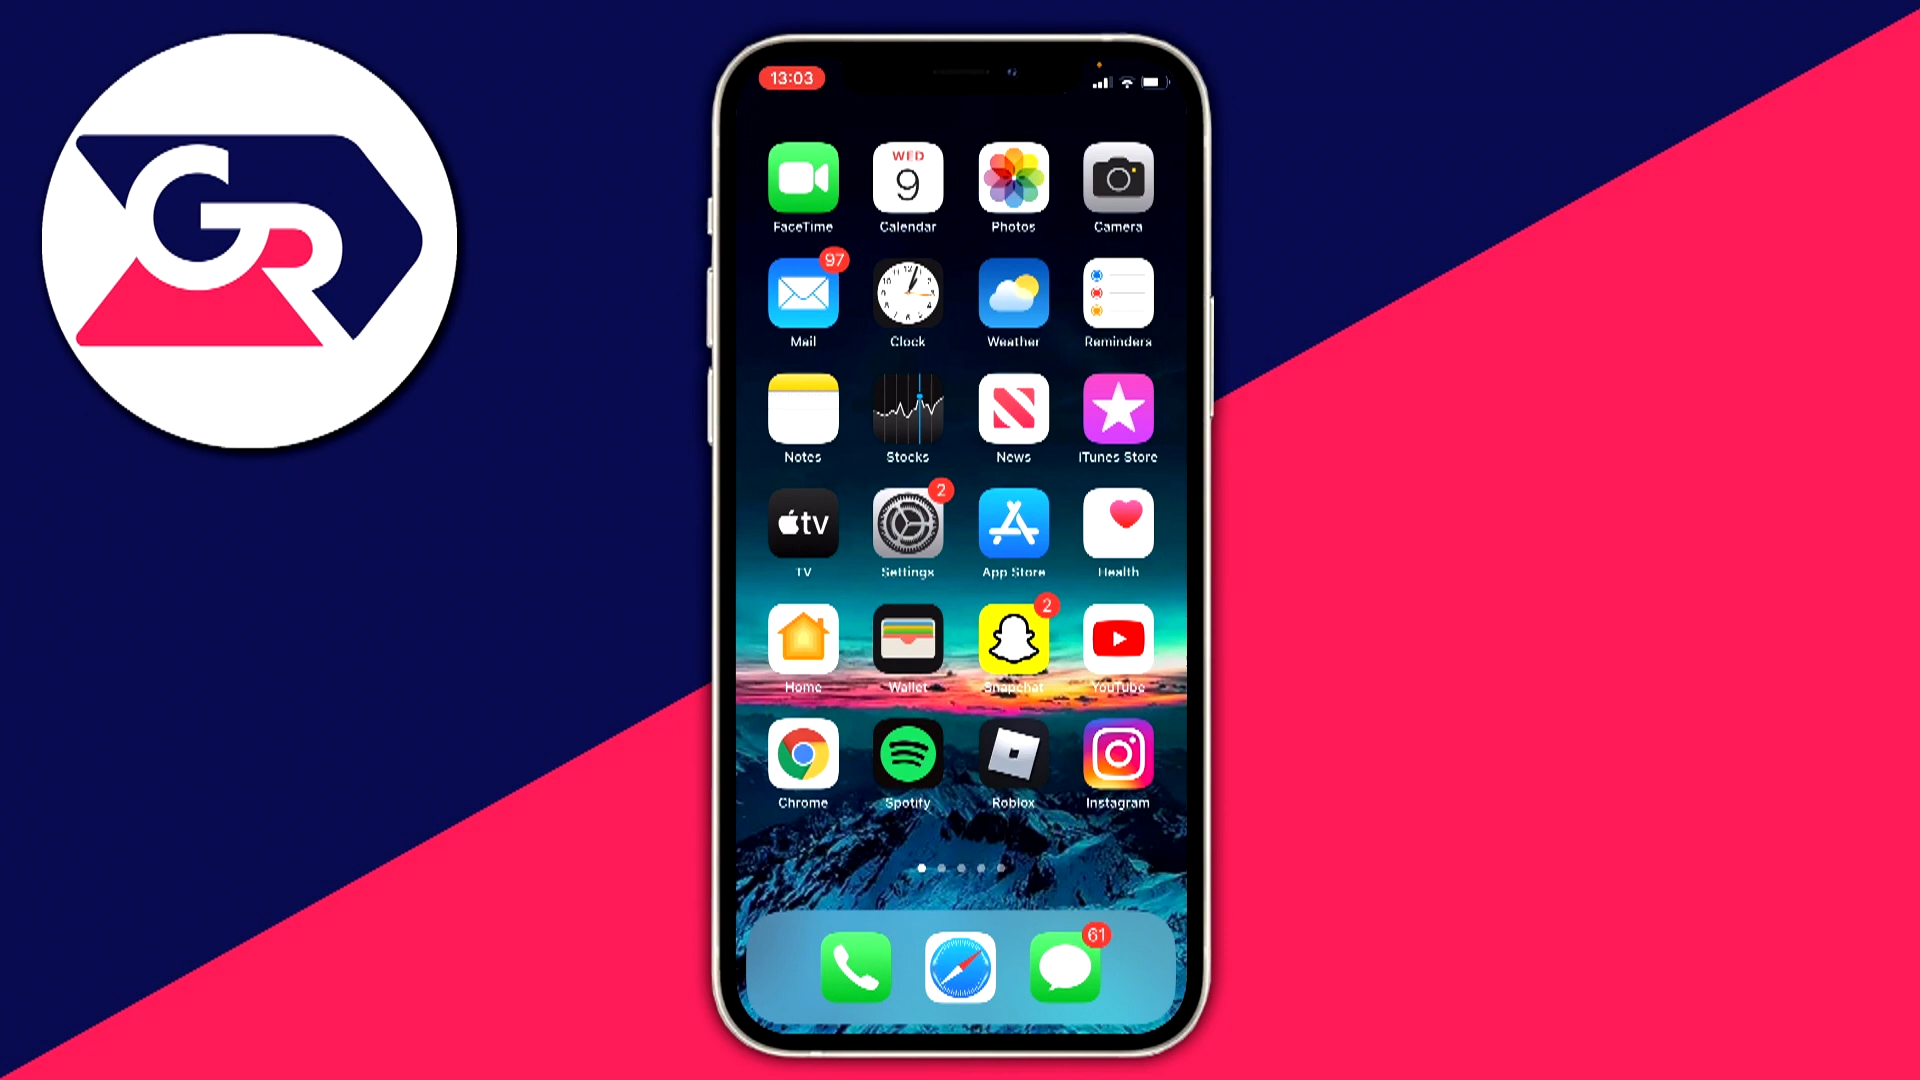 GR
13:03
WED
9
FaceTime Calendar Photos Camera
97
12
Mail Clock Weather Reminders
Notes Stocks News iTunes Store
tv
2
TV Settings App Store Health
2
Home Wallet Snapchat YouTube
Chrome Spotify Roblox Instagram
61